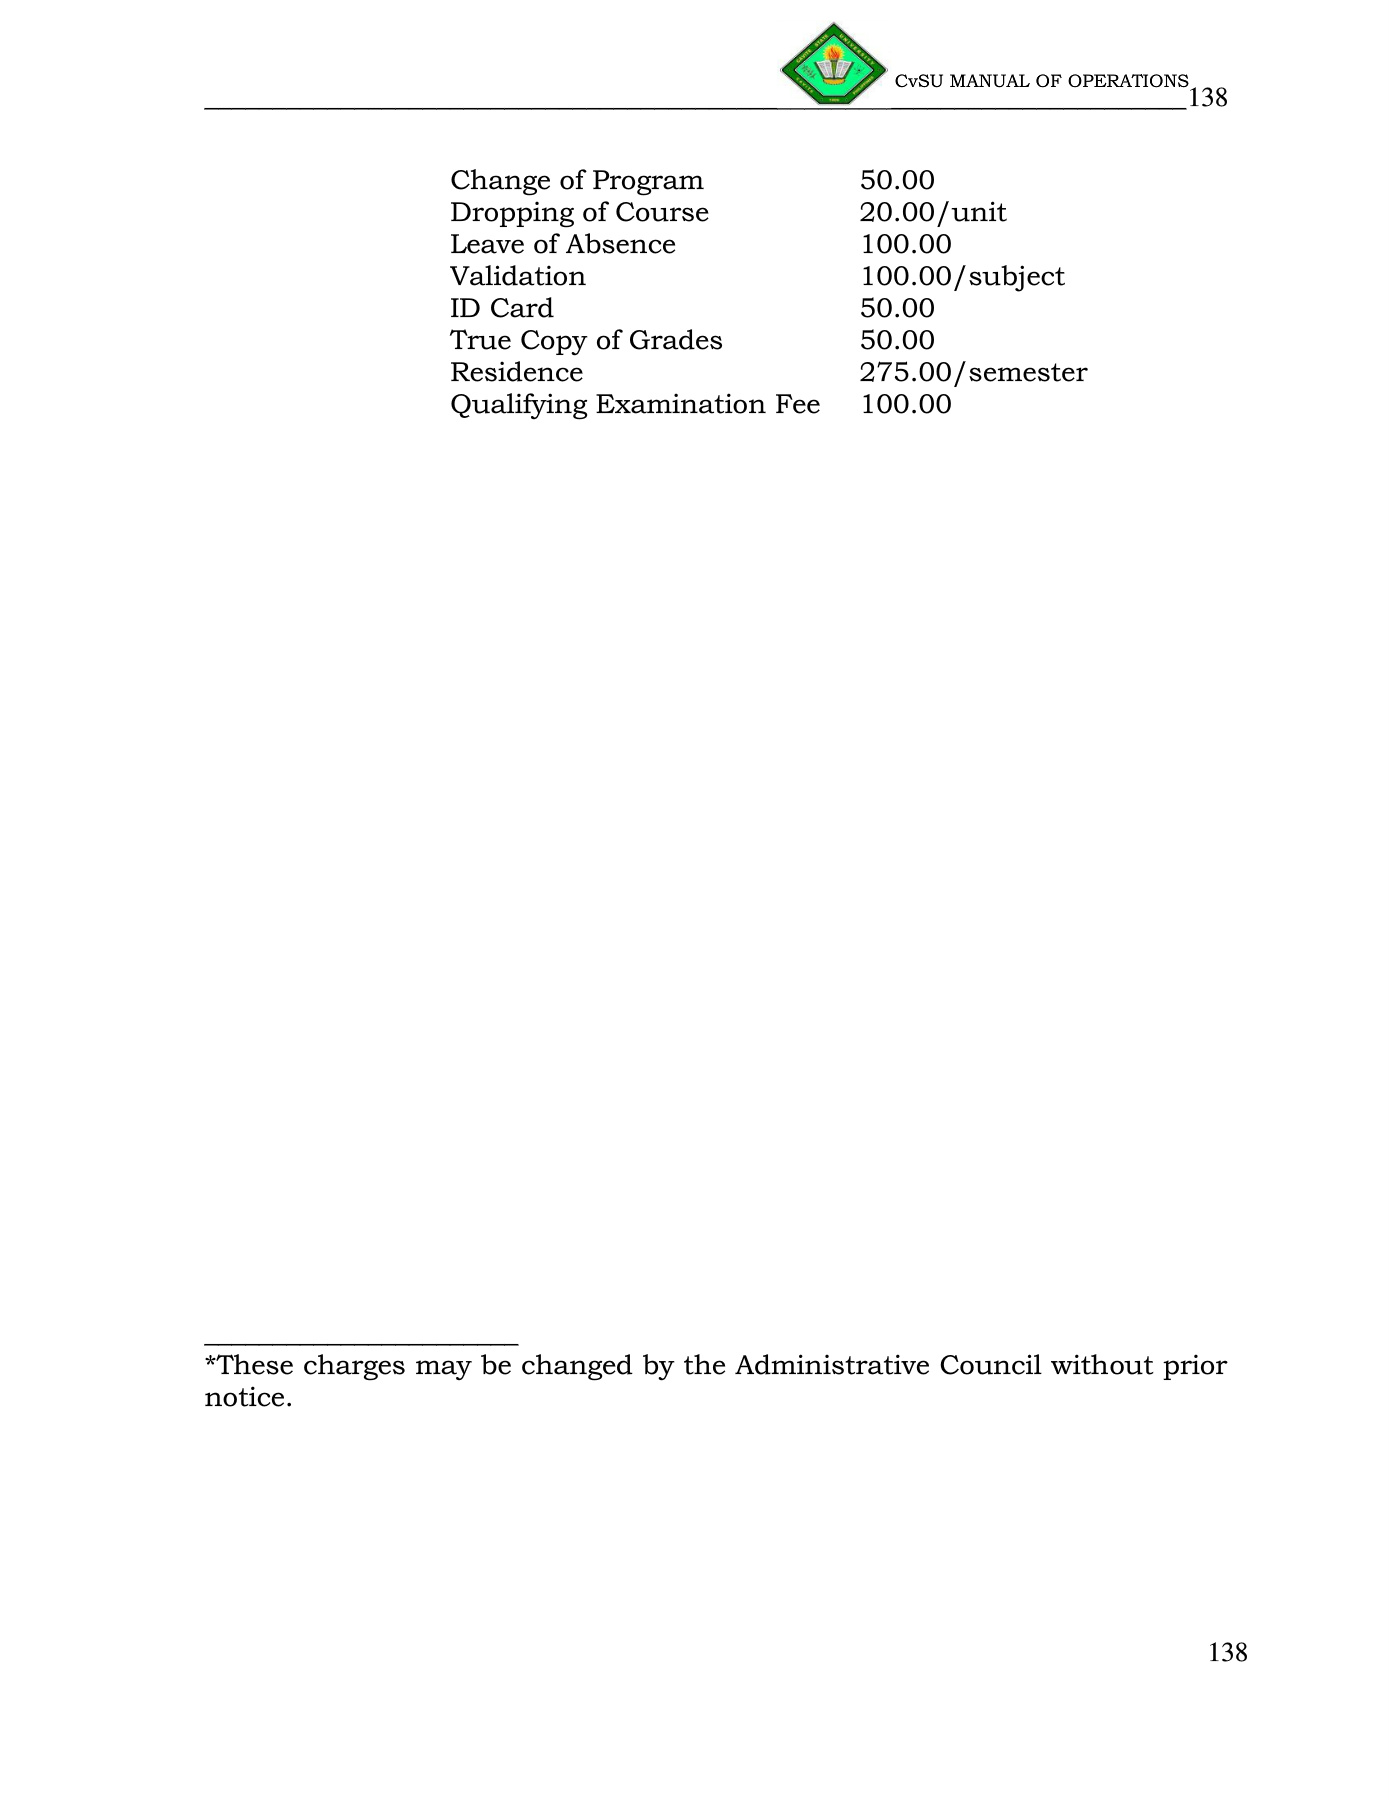 CvSU MANUAL OF OPERATIONS 138
Change of Program 50.00
Dropping of Course 20.00/unit
Leave of Absence 100.00
Validation 100.00/subject
ID Card 50.00
True Copy of Grades 50.00
Residence 275.00/semester
Qualifying Examination Fee 100.00
*These charges may be changed by the Administrative Council without prior
notice.
138